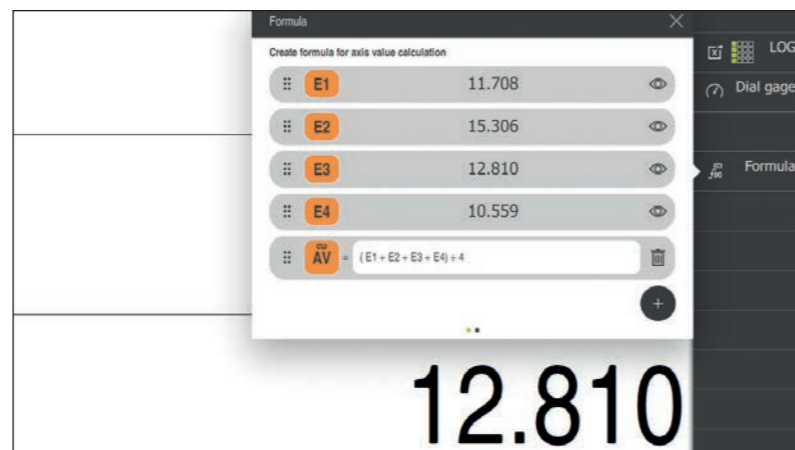 Formula
Create formula for axis value calculation
E1 11.708
E2 15.306
E3 12.810
E4 10.559
AV = (E1 + E2 + E3 + E4) ÷ 4
+
LOG
Dial gage
Formula
12.810